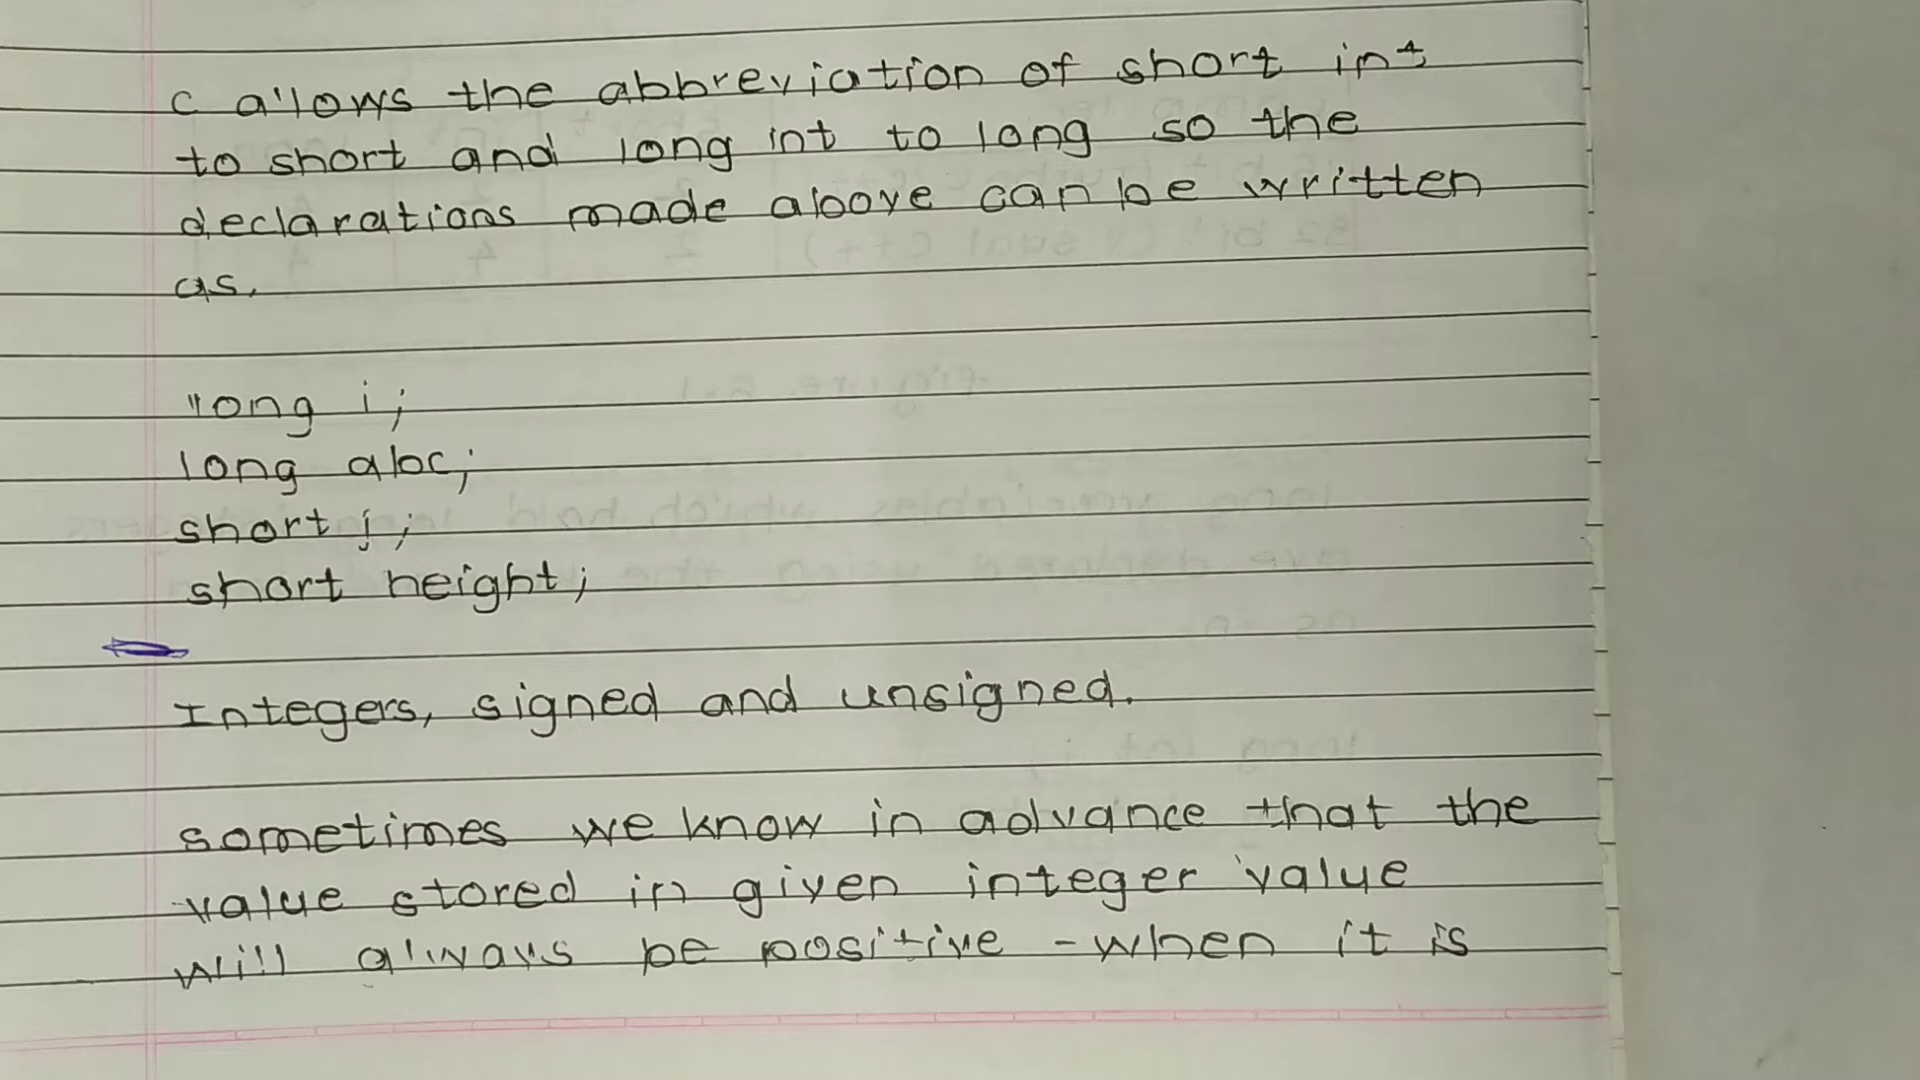 c allows the abbreviation of short int
to short and long int to long so the
declarations made above can be written
as.
long i;
long abc;
short j;
short height;
Integers, signed and unsigned.
sometimes we know in advance that the
value stored in given integer value
will always be positive - when it is